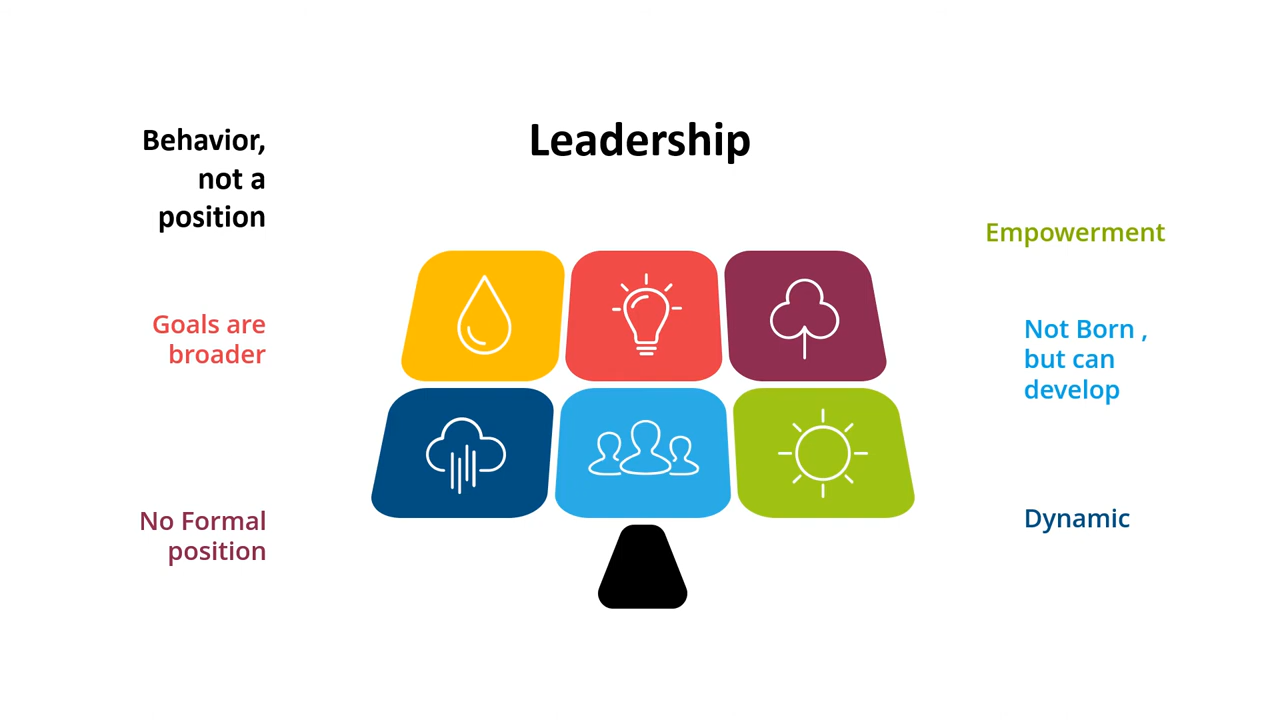 Leadership
Behavior,
not a
position
Goals are
broader
No Formal
position
Empowerment
Not Born ,
but can
develop
Dynamic